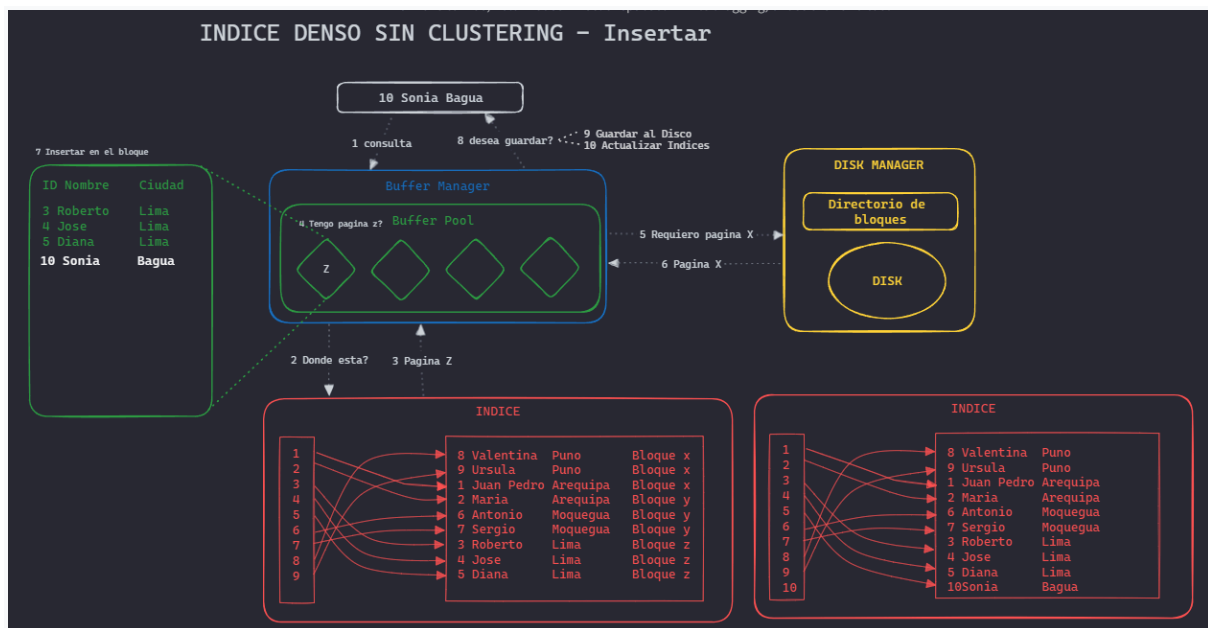 INDICE DENSO SIN CLUSTERING - Insertar
10 Sonia Bagua
1 consulta
8 desea guardar?
9 Guardar al Disco
10 Actualizar Indices
7 Insertar en el bloque
ID Nombre Ciudad
3 Roberto Lima
4 Jose Lima
5 Diana Lima
10 Sonia Bagua
Buffer Manager
4 Tengo pagina z?
Buffer Pool
Z
5 Requiero pagina X
6 Pagina X
DISK MANAGER
Directorio de
bloques
DISK
2 Donde esta?
3 Pagina Z
INDICE
1
2
3
4
5
6
7
8
9
8 Valentina Puno Bloque x
9 Ursula Puno Bloque x
1 Juan Pedro Arequipa Bloque x
2 Maria Arequipa Bloque y
6 Antonio Moquegua Bloque y
7 Sergio Moquegua Bloque y
3 Roberto Lima Bloque z
4 Jose Lima Bloque z
5 Diana Lima Bloque z
INDICE
1
2
3
4
5
6
7
8
9
10
8 Valentina Puno
9 Ursula Puno
1 Juan Pedro Arequipa
2 Maria Arequipa
6 Antonio Moquegua
7 Sergio Moquegua
3 Roberto Lima
4 Jose Lima
5 Diana Lima
10Sonia Bagua